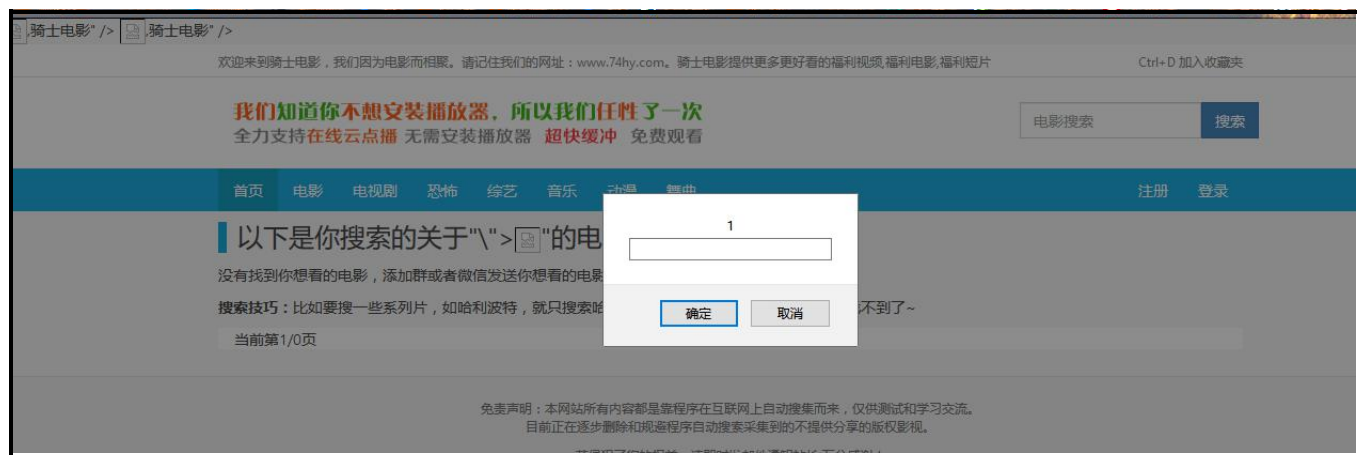 ,骑士电影" /> ,骑士电影" />
欢迎来到骑士电影，我们因为电影而相聚。请记住我们的网址：www.74hy.com。骑士电影提供更多更好看的福利视频,福利电影,福利短片 Ctrl+D 加入收藏夹
我们知道你不想安装播放器，所以我们任性了一次
全力支持在线云点播 无需安装播放器 超快缓冲 免费观看
电影搜索 搜索
首页 电影 电视剧 恐怖 综艺 音乐 动漫 舞曲 注册 登录
以下是你搜索的关于"\">"的电
1
没有找到你想看的电影，添加群或者微信发送你想看的电影
搜索技巧：比如要搜一些系列片，如哈利波特，就只搜索哈 不到了~
确定 取消
当前第1/0页
免责声明：本网站所有内容都是靠程序在互联网上自动搜集而来，仅供测试和学习交流。
目前正在逐步删除和规避程序自动搜索采集到的不提供分享的版权影视。